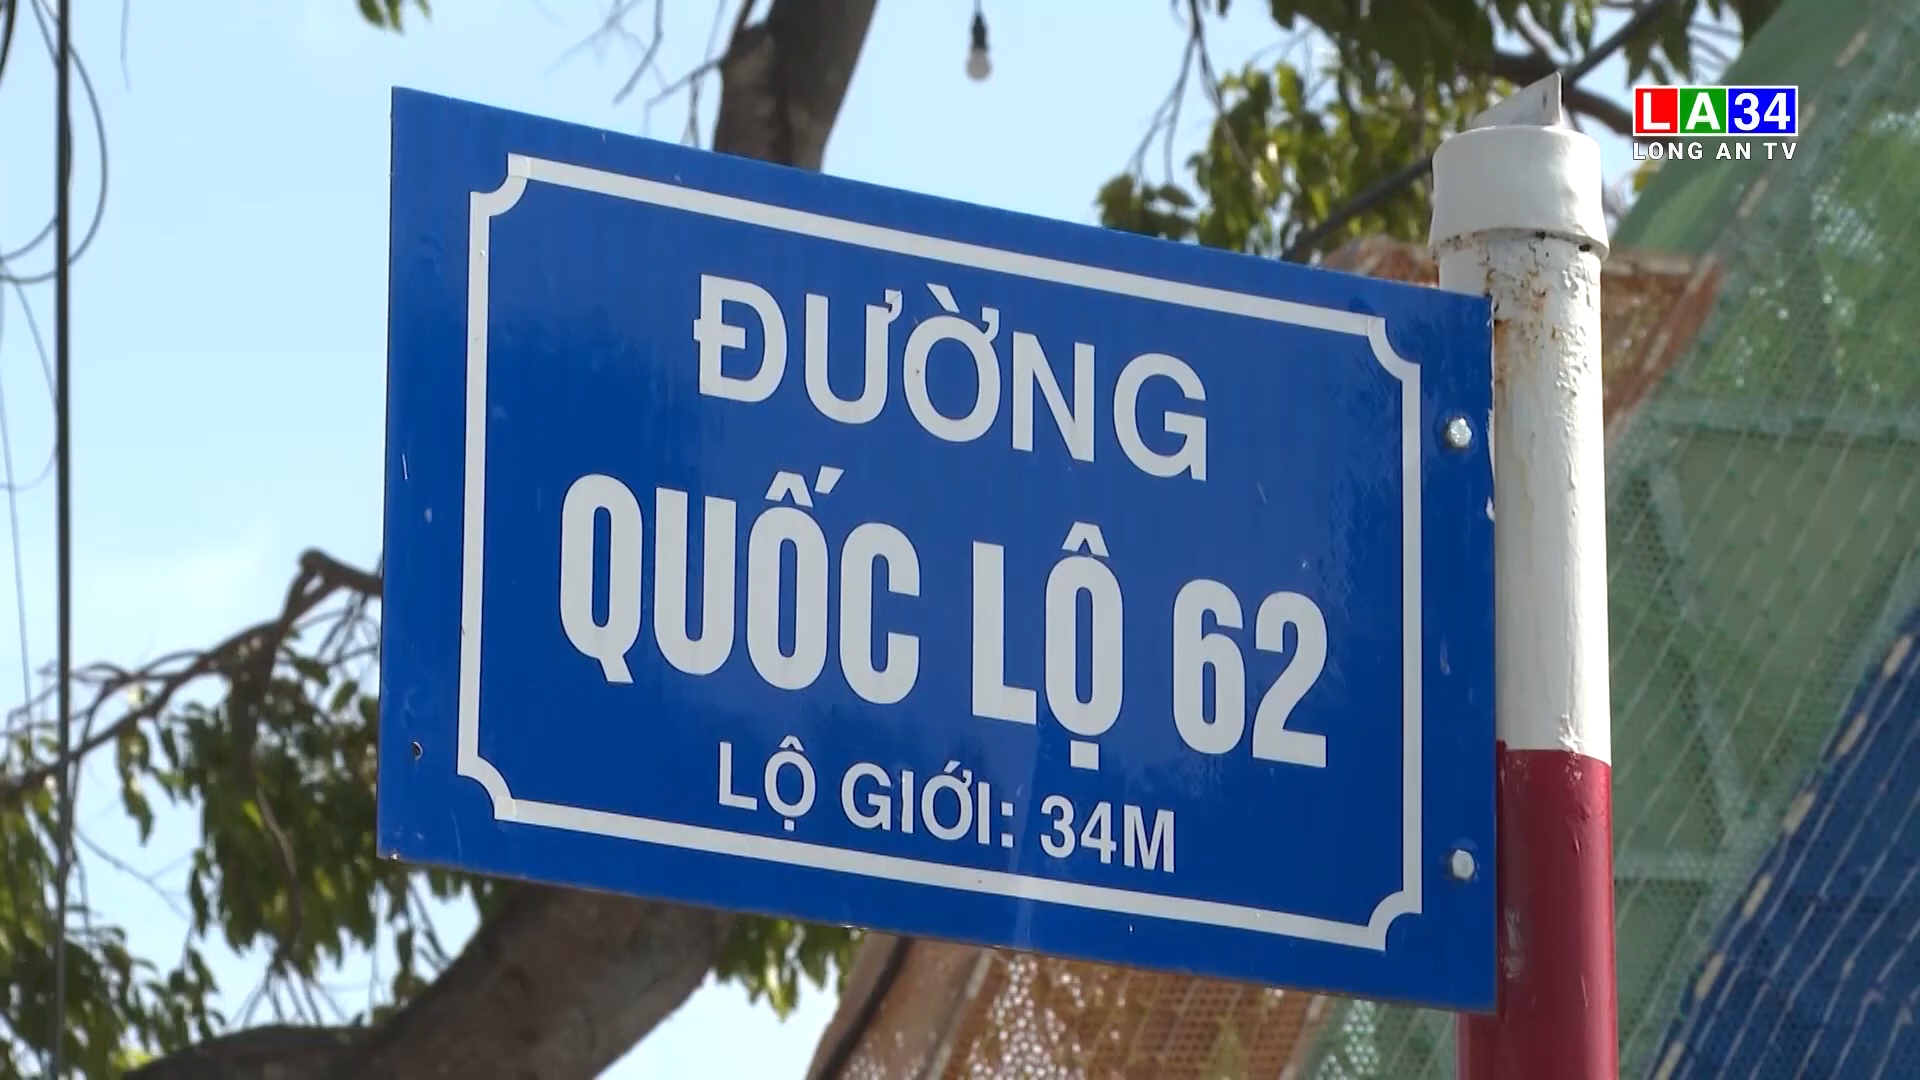 LA34
LONG AN TV
ĐƯỜNG
QUỐC LỘ 62
LỘ GIỚI: 34M